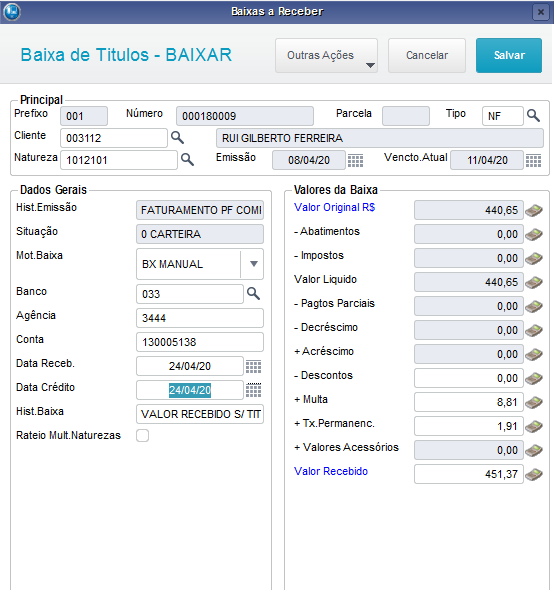 Baixas a Receber
Baixa de Titulos - BAIXAR
Outras Ações
Cancelar
Salvar
Principal
Prefixo 001 Número 000180009 Parcela Tipo NF
Cliente 003112 RUI GILBERTO FERREIRA
Natureza 1012101 Emissão 08/04/20 Vencto.Atual 11/04/20
Dados Gerais
Hist.Emissão FATURAMENTO PF COMI
Situação 0 CARTEIRA
Mot.Baixa BX MANUAL
Banco 033
Agência 3444
Conta 130005138
Data Receb. 24/04/20
Data Crédito 24/04/20
Hist.Baixa VALOR RECEBIDO S/ TIT
Rateio Mult.Naturezas
Valores da Baixa
Valor Original R$ 440,65
- Abatimentos 0,00
- Impostos 0,00
Valor Liquido 440,65
- Pagtos Parciais 0,00
- Decréscimo 0,00
+ Acréscimo 0,00
- Descontos 0,00
+ Multa 8,81
+ Tx.Permanenc. 1,91
+ Valores Acessórios 0,00
Valor Recebido 451,37